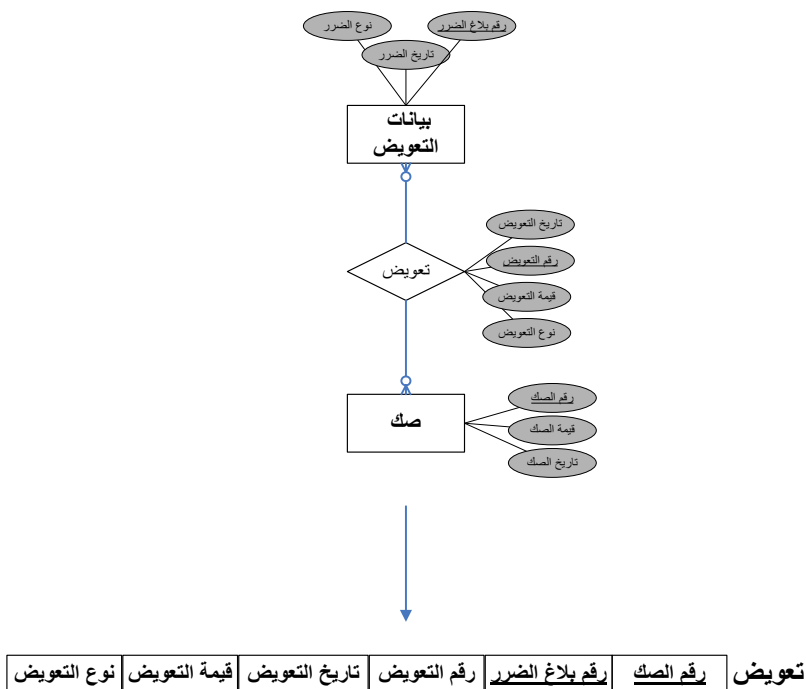 رقم بلاغ الضرر
نوع الضرر
تاريخ الضرر
بيانات
التعويض
تاريخ التعويض
رقم التعويض
تعويض
قيمة التعويض
نوع التعويض
رقم الصك
صك
قيمة الصك
تاريخ الصك
تعويض رقم الصك رقم بلاغ الضرر رقم التعويض تاريخ التعويض قيمة التعويض نوع التعويض